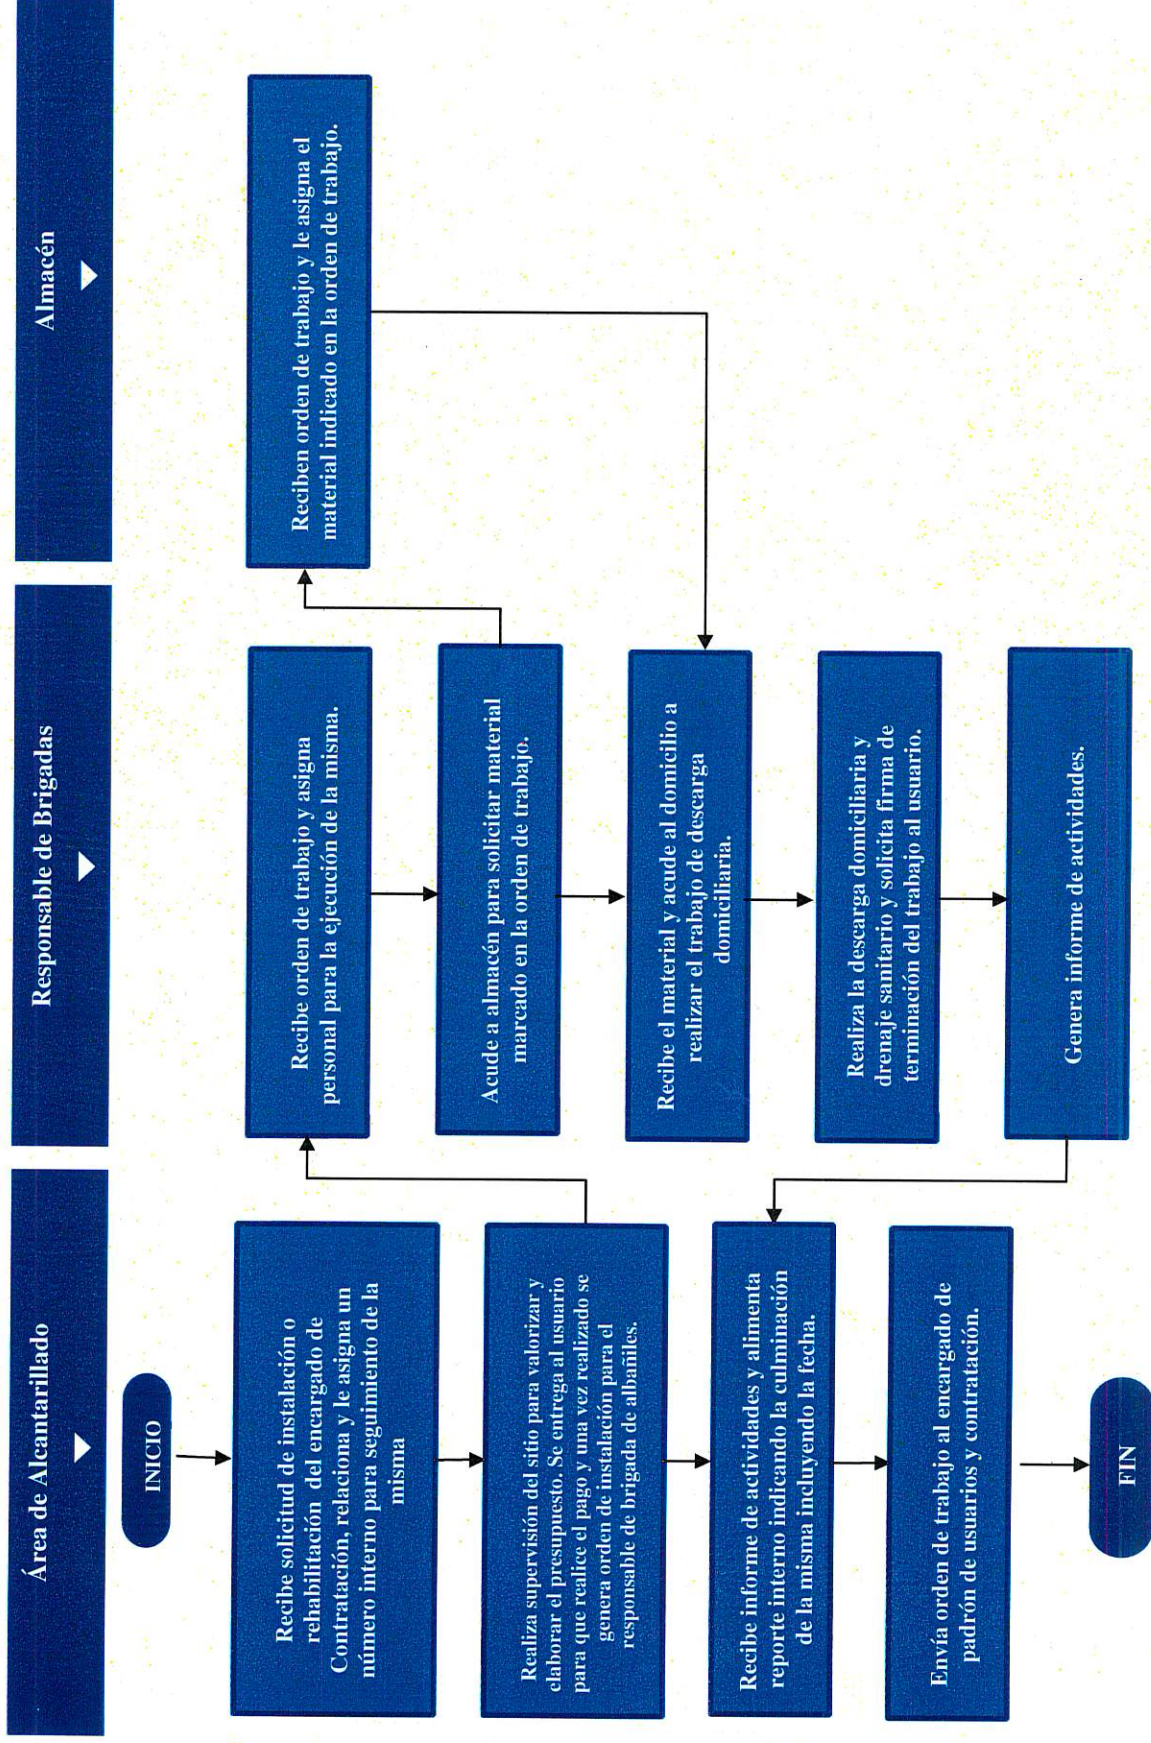 Área de Alcantarillado
INICIO
Recibe solicitud de instalación o
rehabilitación del encargado de
Contratación, relaciona y le asigna un
número interno para seguimiento de la
misma
Realiza supervisión del sitio para valorizar y
elaborar el presupuesto. Se entrega al usuario
para que realice el pago y una vez realizado se
genera orden de instalación para el
responsable de brigada de albañiles.
Recibe informe de actividades y alimenta
reporte interno indicando la culminación
de la misma incluyendo la fecha.
Envía orden de trabajo al encargado de
padrón de usuarios y contratación.
FIN
Responsable de Brigadas
Recibe orden de trabajo y asigna
personal para la ejecución de la misma.
Acude a almacén para solicitar material
marcado en la orden de trabajo.
Recibe el material y acude al domicilio a
realizar el trabajo de descarga
domiciliaria.
Realiza la descarga domiciliaria y
drenaje sanitario y solicita firma de
terminación del trabajo al usuario.
Genera informe de actividades.
Almacén
Reciben orden de trabajo y le asigna el
material indicado en la orden de trabajo.